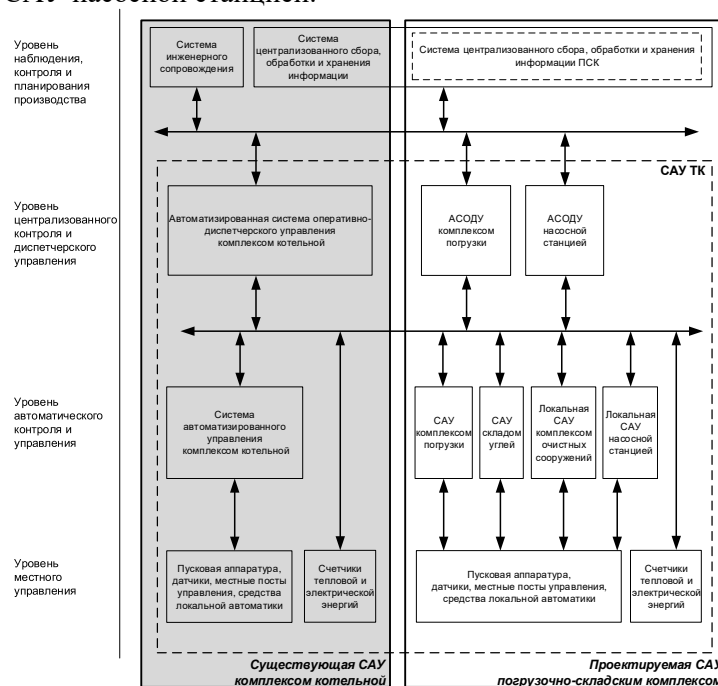 САУ насосной станцией.
Уровень
наблюдения,
контроля и
планирования
производства
Система
инженерного
сопровождения
Система
централизованного сбора,
обработки и хранения
информации
Система централизованного сбора, обработки и хранения
информации ПСК
САУ ТК
Уровень
централизованного
контроля и
диспетчерского
управления
Автоматизированная система оперативно-
диспетчерского управления
комплексом котельной
АСОДУ
комплексом
погрузки
АСОДУ
насосной
станцией
Уровень
автоматического
контроля и
управления
Система
автоматизированного
управления
комплексом котельной
САУ
комплексом
погрузки
САУ
складом
углей
Локальная
САУ
комплексом
очистных
сооружений
Локальная
САУ
насосной
станцией
Уровень
местного
управления
Пусковая аппаратура,
датчики, местные посты
управления, средства
локальной автоматики
Счетчики
тепловой и
электрической
энергий
Пусковая аппаратура,
датчики, местные посты управления,
средства локальной автоматики
Счетчики
тепловой и
электрической
энергий
Существующая САУ
комплексом котельной
Проектируемая САУ
погрузочно-складским комплексом